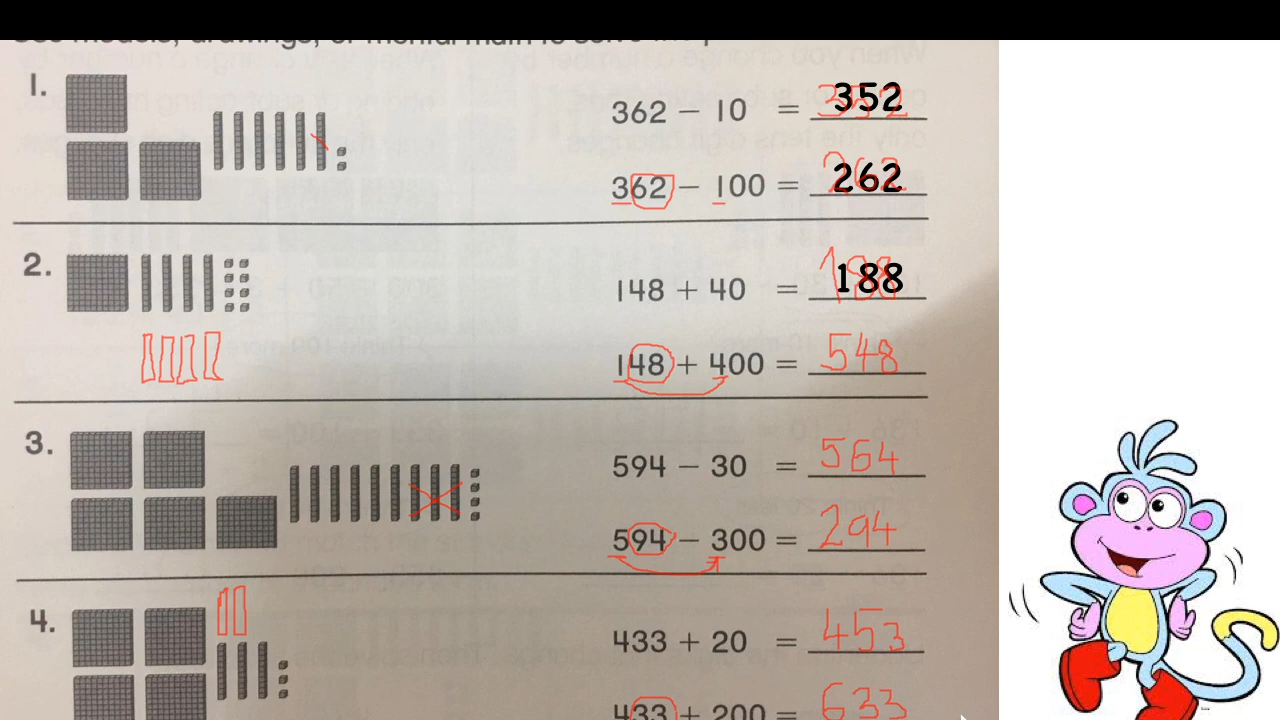 1.
362 − 10 = 352
362 − 100 = 262
2.
148 + 40 = 188
148 + 400 = 548
3.
594 − 30 = 564
594 − 300 = 294
4.
433 + 20 = 453
433 + 200 = 633